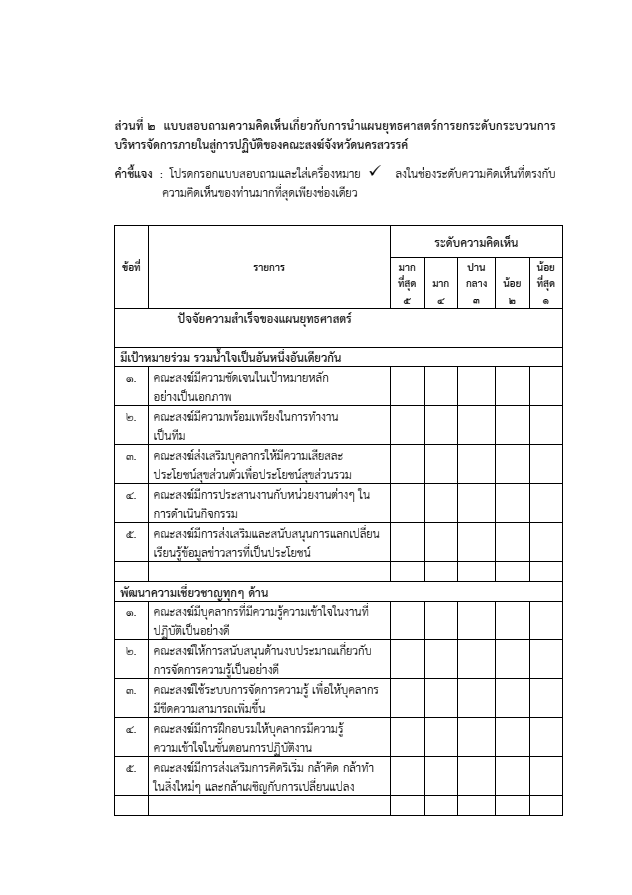 ส่วนที่ ๒ แบบสอบถามความคิดเห็นเกี่ยวกับการนำแผนยุทธศาสตร์การยกระดับกระบวนการ
บริหารจัดการภายในสู่การปฏิบัติของคณะสงฆ์จังหวัดนครสวรรค์
คำชี้แจง : โปรดกรอกแบบสอบถามและใส่เครื่องหมาย ✓ ลงในช่องระดับความคิดเห็นที่ตรงกับ
ความคิดเห็นของท่านมากที่สุดเพียงช่องเดียว
ข้อที่
รายการ
ระดับความคิดเห็น
มาก
ที่สุด
๕
มาก
๔
ปาน
กลาง
๓
น้อย
๒
น้อย
ที่สุด
๑
ปัจจัยความสำเร็จของแผนยุทธศาสตร์
มีเป้าหมายร่วม รวมน้ำใจเป็นอันหนึ่งอันเดียวกัน
๑. คณะสงฆ์มีความชัดเจนในเป้าหมายหลัก
อย่างเป็นเอกภาพ
๒. คณะสงฆ์มีความพร้อมเพรียงในการทำงาน
เป็นทีม
๓. คณะสงฆ์ส่งเสริมบุคลากรให้มีความเสียสละ
ประโยชน์สุขส่วนตัวเพื่อประโยชน์สุขส่วนรวม
๔. คณะสงฆ์มีการประสานงานกับหน่วยงานต่างๆ ใน
การดำเนินกิจกรรม
๕. คณะสงฆ์มีการส่งเสริมและสนับสนุนการแลกเปลี่ยน
เรียนรู้ข้อมูลข่าวสารที่เป็นประโยชน์
พัฒนาความเชี่ยวชาญทุกๆ ด้าน
๑. คณะสงฆ์มีบุคลากรที่มีความรู้ความเข้าใจในงานที่
ปฏิบัติเป็นอย่างดี
๒. คณะสงฆ์ให้การสนับสนุนด้านงบประมาณเกี่ยวกับ
การจัดการความรู้เป็นอย่างดี
๓. คณะสงฆ์ใช้ระบบการจัดการความรู้ เพื่อให้บุคลากร
มีขีดความสามารถเพิ่มขึ้น
๔. คณะสงฆ์มีการฝึกอบรมให้บุคลากรมีความรู้
ความเข้าใจในขั้นตอนการปฏิบัติงาน
๕. คณะสงฆ์มีการส่งเสริมการคิดริเริ่ม กล้าคิด กล้าทำ
ในสิ่งใหม่ๆ และกล้าเผชิญกับการเปลี่ยนแปลง